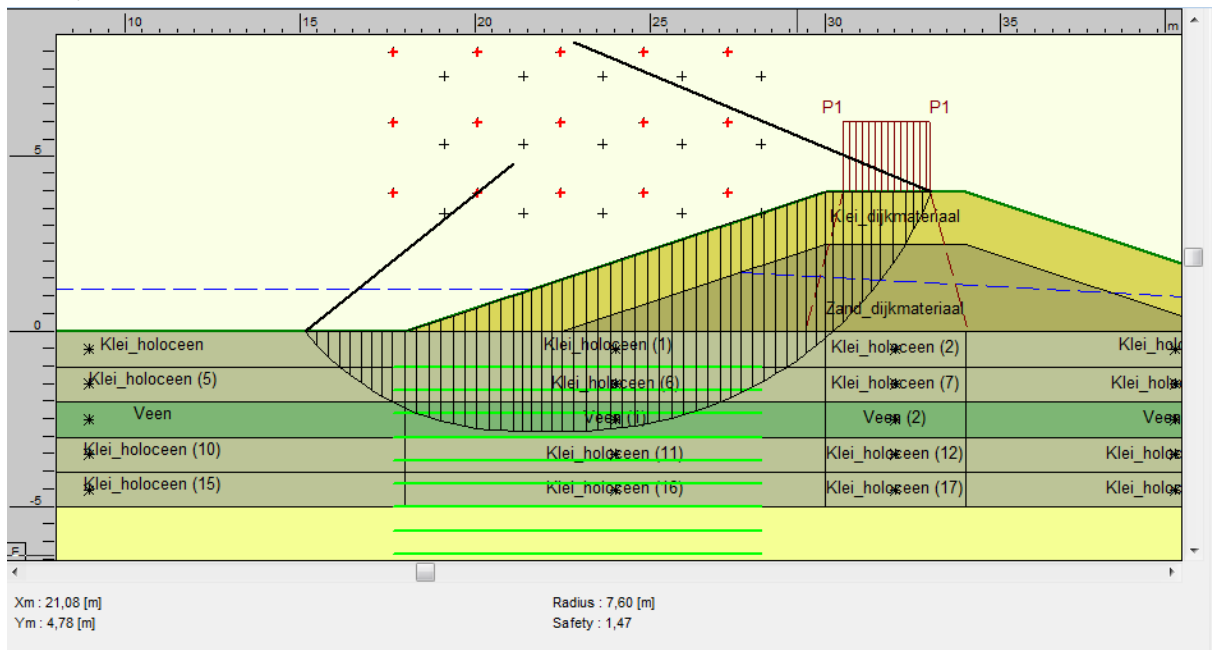 10 15 20 25 30 35 m
P1 P1
5
Klei_dijkmateriaal
0
Zand_dijkmateriaal
Klei_holoceen Klei_holoceen (1) Klei_holoceen (2)
Klei_holoceen (5) Klei_holoceen (6) Klei_holoceen (7)
Veen Veen (1) Veen (2) Veen
Klei_holoceen (10) Klei_holoceen (11) Klei_holoceen (12)
Klei_holoceen (15) Klei_holoceen (16) Klei_holoceen (17)
-5
Xm : 21,08 [m] Radius : 7,60 [m]
Ym : 4,78 [m] Safety : 1,47